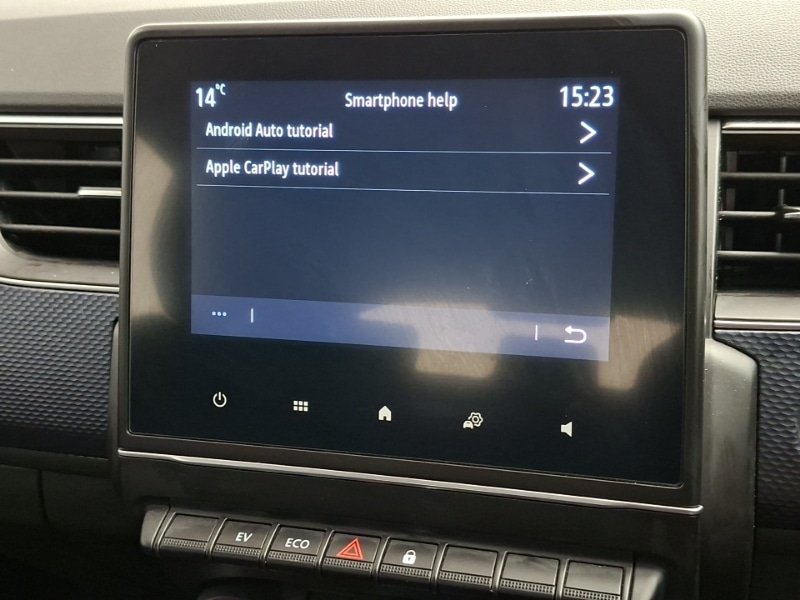 14°C Smartphone help 15:23
Android Auto tutorial
Apple CarPlay tutorial
EV ECO